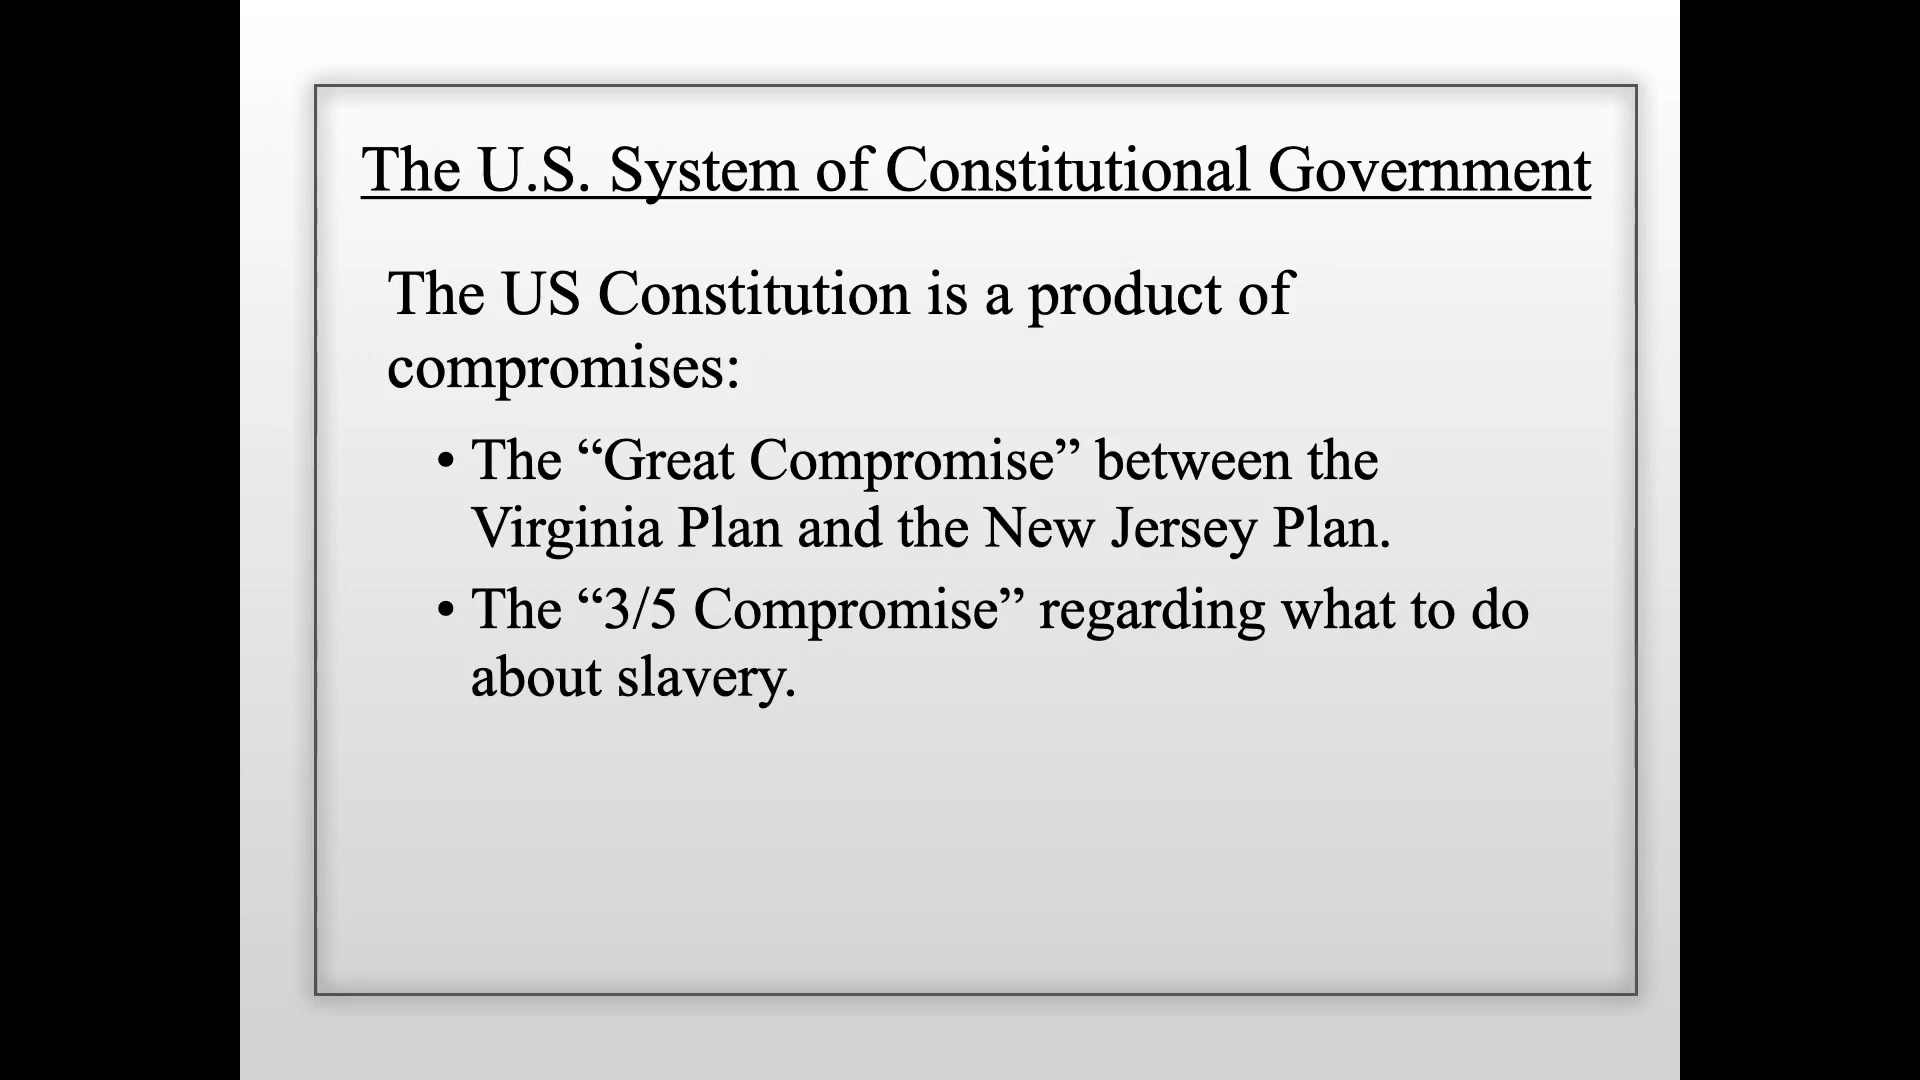 The U.S. System of Constitutional Government
The US Constitution is a product of
compromises:
• The “Great Compromise” between the
Virginia Plan and the New Jersey Plan.
• The “3/5 Compromise” regarding what to do
about slavery.